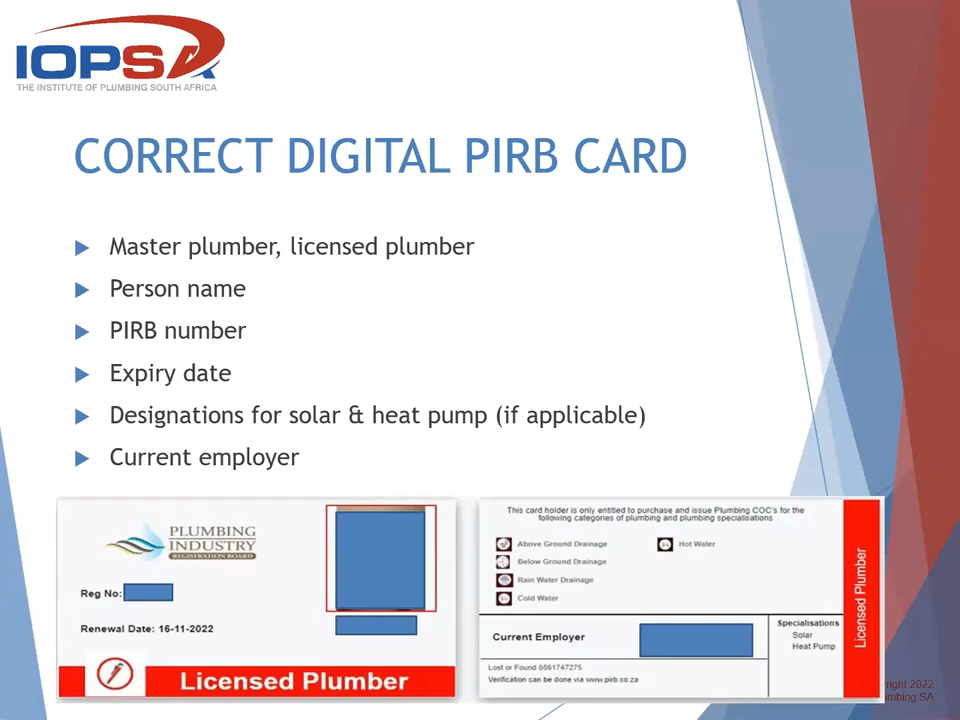 IOPSA
THE INSTITUTE OF PLUMBING SOUTH AFRICA
CORRECT DIGITAL PIRB CARD
Master plumber, licensed plumber
Person name
PIRB number
Expiry date
Designations for solar & heat pump (if applicable)
Current employer
PLUMBING
INDUSTRY
REGISTRATION BOARD
Reg No:
Renewal Date: 16-11-2022
Licensed Plumber
This card holder is only entitled to purchase and issue Plumbing COC's for the
following categories of plumbing and plumbing specialisations
Above Ground Drainage
Below Ground Drainage
Rain Water Drainage
Cold Water
Hot Water
Current Employer
Specialisations
Solar
Heat Pump
Lost or Found 0861747275
Verification can be done via www.pirb.co.za
Licensed Plumber
2022
SA